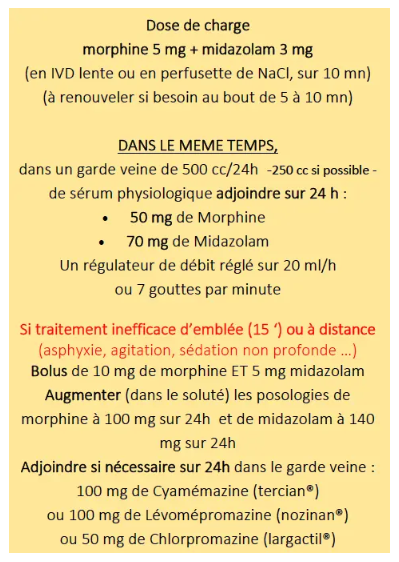 Dose de charge
morphine 5 mg + midazolam 3 mg
(en IVD lente ou en perfusette de NaCl, sur 10 mn)
(à renouveler si besoin au bout de 5 à 10 mn)
DANS LE MEME TEMPS,
dans un garde veine de 500 cc/24h -250 cc si possible -
de sérum physiologique adjoindre sur 24 h :
• 50 mg de Morphine
• 70 mg de Midazolam
Un régulateur de débit réglé sur 20 ml/h
ou 7 gouttes par minute
Si traitement inefficace d’emblée (15 ‘) ou à distance
(asphyxie, agitation, sédation non profonde …)
Bolus de 10 mg de morphine ET 5 mg midazolam
Augmenter (dans le soluté) les posologies de
morphine à 100 mg sur 24h et de midazolam à 140
mg sur 24h
Adjoindre si nécessaire sur 24h dans le garde veine :
100 mg de Cyamémazine (tercian®)
ou 100 mg de Lévomépromazine (nozinan®)
ou 50 mg de Chlorpromazine (largactil®)